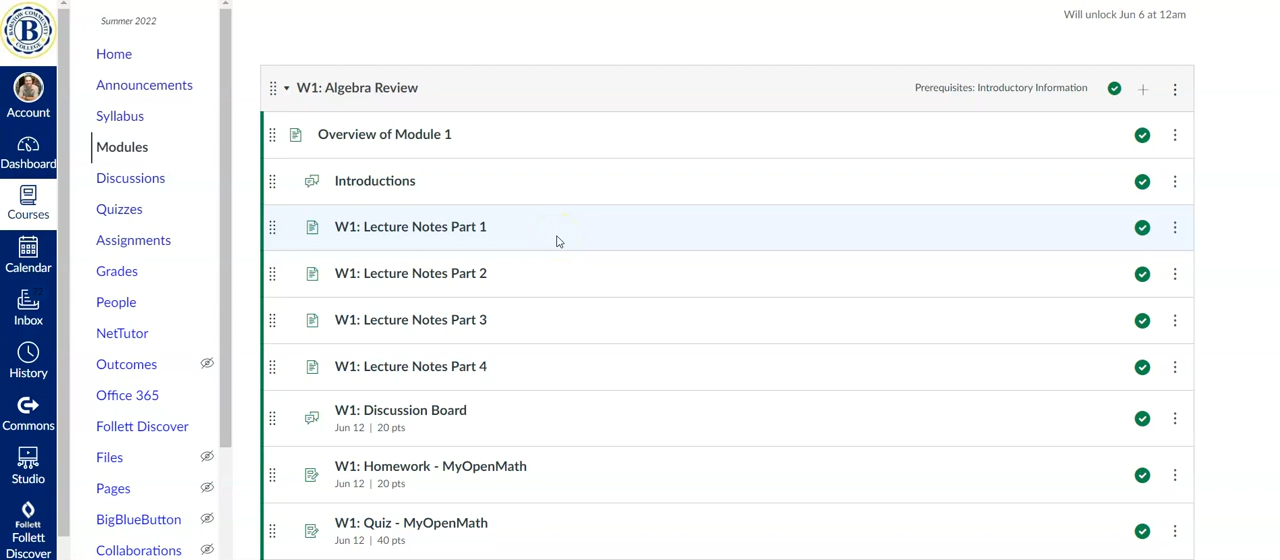 BARSTOW COMMUNITY
COLLEGE
B
Account
Dashboard
Courses
Calendar
Inbox
History
Commons
Studio
Follett
Follett
Discover
Summer 2022
Home
Announcements
Syllabus
Modules
Discussions
Quizzes
Assignments
Grades
People
NetTutor
Outcomes
Office 365
Follett Discover
Files
Pages
BigBlueButton
Collaborations
Will unlock Jun 6 at 12am
W1: Algebra Review
Prerequisites: Introductory Information
Overview of Module 1
Introductions
W1: Lecture Notes Part 1
W1: Lecture Notes Part 2
W1: Lecture Notes Part 3
W1: Lecture Notes Part 4
W1: Discussion Board
Jun 12 | 20 pts
W1: Homework - MyOpenMath
Jun 12 | 20 pts
W1: Quiz - MyOpenMath
Jun 12 | 40 pts